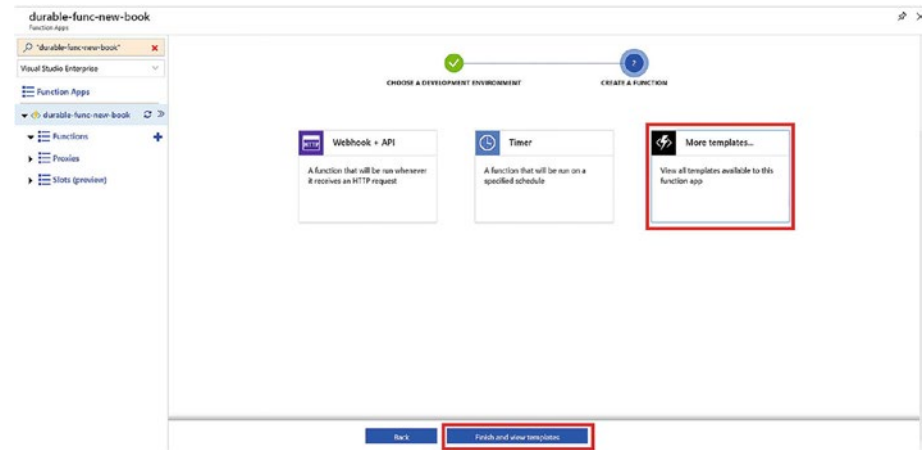 durable-func-new-book
Function Apps
"durable-func-new-book"
Visual Studio Enterprise
Function Apps
durable-func-new-book
Functions
Proxies
Slots (preview)
?
CHOOSE A DEVELOPMENT ENVIRONMENT
CREATE A FUNCTION
HTTP
Webhook + API
A function that will be run whenever
it receives an HTTP request
Timer
A function that will be run on a
specified schedule
More templates...
View all templates available to this
function app
Back
Finish and view templates